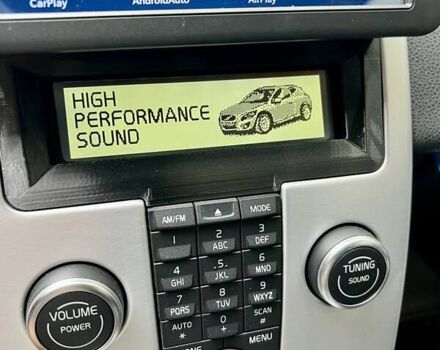 CarPlay
AndroidAuto
AirPlay
HIGH
PERFORMANCE
SOUND
AM/FM
MODE
1
2
ABC
3
DEF
4
GHI
5
JKL
6
MNO
7
PQRS
8
TUV
9
WXYZ
AUTO
*
0
+
SCAN
#
MENU
VOLUME
POWER
TUNING
SOUND